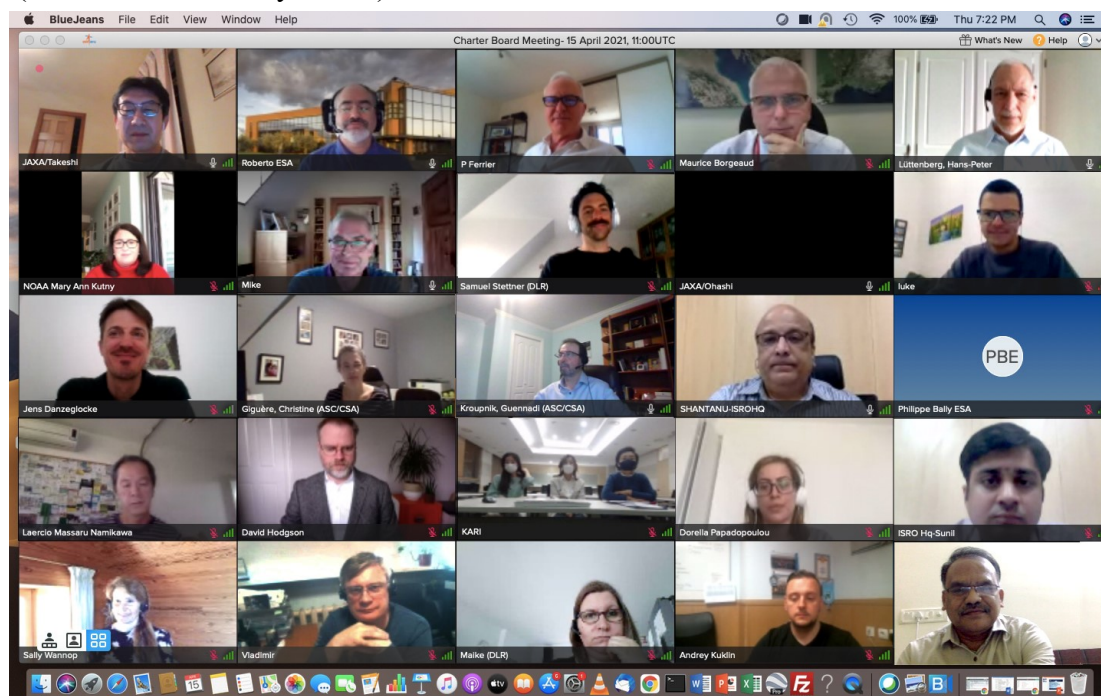 BlueJeans File Edit View Window Help 100% Thu 7:22 PM
Charter Board Meeting- 15 April 2021, 11:00UTC What's New Help
JAXA/Takeshi Roberto ESA P Ferrier Maurice Borgeaud Lüttenberg, Hans-Peter
NOAA Mary Ann Kutny Mike Samuel Stettner (DLR) JAXA/Ohashi luke
PBE
Jens Danzeglocke Giguère, Christine (ASC/CSA) Kroupnik, Guennadi (ASC/CSA) SHANTANU-ISROHQ Philippe Bally ESA
Laercio Massaru Namikawa David Hodgson KARI Dorella Papadopoulou ISRO Hq-Sunil
Sally Wannop Vladimir Maike (DLR) Andrey Kuklin
15 tv